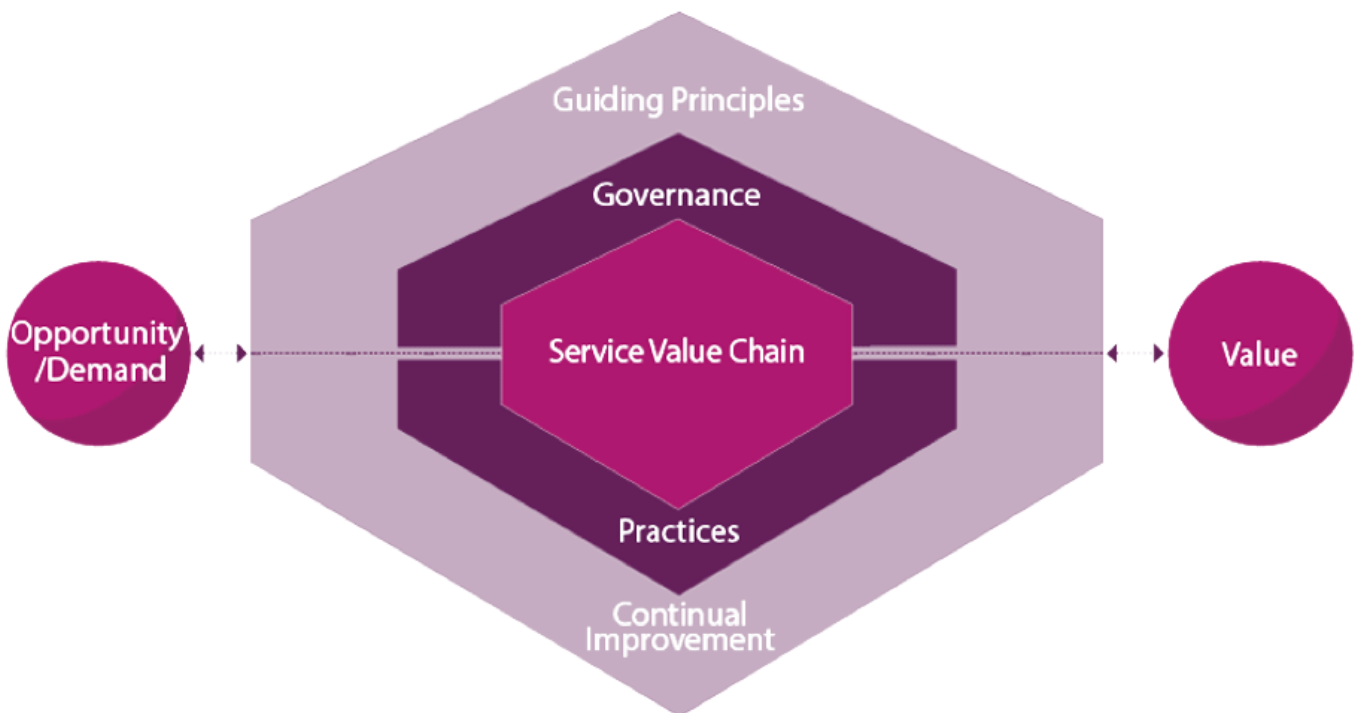 Guiding Principles
Governance
Opportunity
/Demand
Service Value Chain
Value
Practices
Continual
Improvement